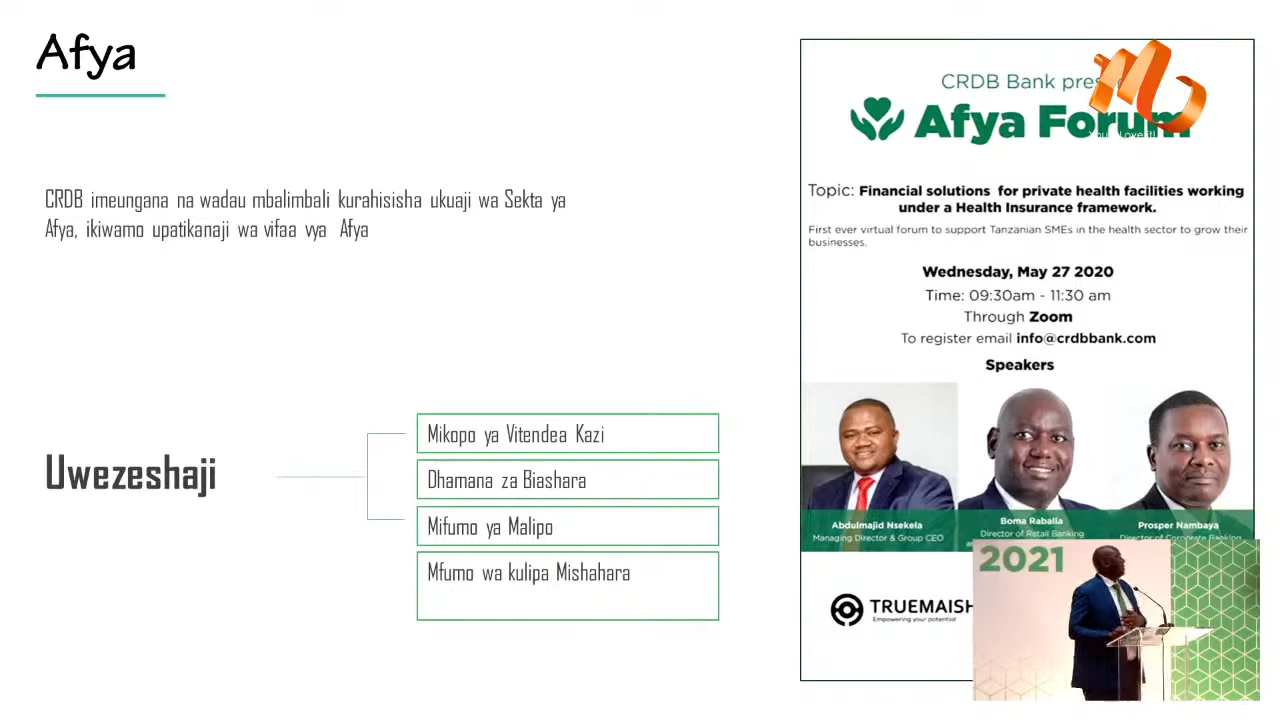 Afya
CRDB imeungana na wadau mbalimbali kurahisisha ukuaji wa Sekta ya
Afya, ikiwamo upatikanaji wa vifaa vya Afya
Uwezeshaji
Mikopo ya Vitendea Kazi
Dhamana za Biashara
Mifumo ya Malipo
Mfumo wa kulipa Mishahara
CRDB Bank
Afya Forum
Topic: Financial solutions for private health facilities working
under a Health Insurance framework.
First ever virtual forum to support Tanzanian SMEs in the health sector to grow their
businesses.
Wednesday, May 27 2020
Time: 09:30am - 11:30 am
Through Zoom
To register email info@crdbbank.com
Speakers
Abdulmajid Nsekela
Managing Director & Group CEO
Boma Raballa
Director of Retail Banking
Prosper Nambaya
Director of Corporate Banking
TRUEMAISH
Empowering your potential
2021